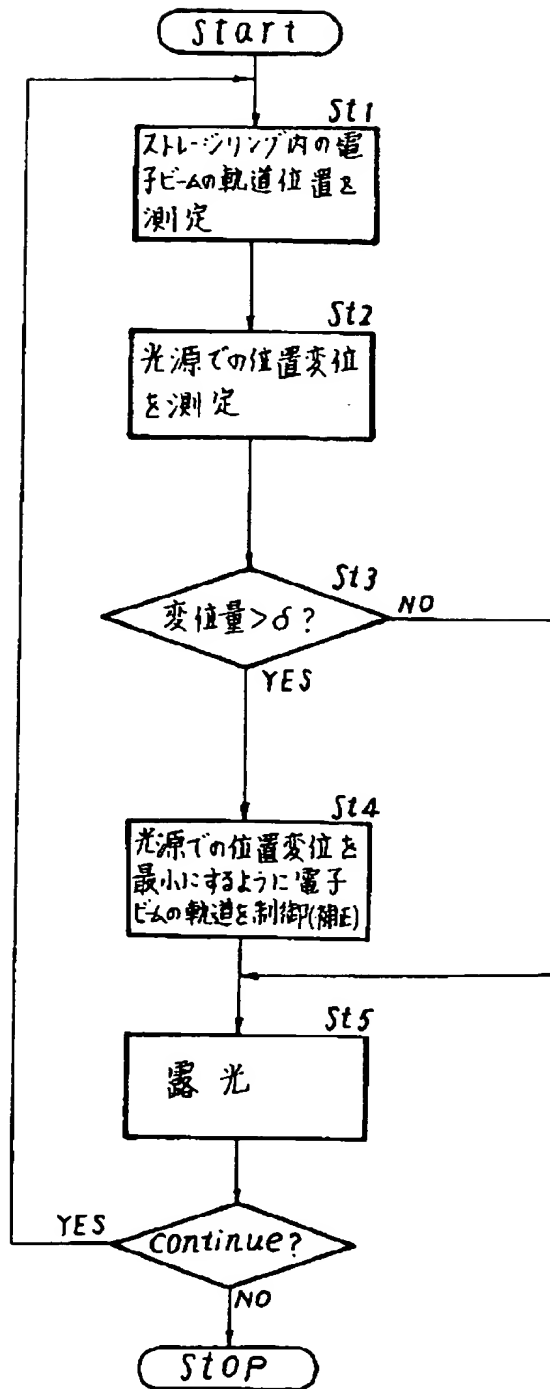 Start
St1
ストレージリング内の電
子ビームの軌道位置を
測定
St2
光源での位置変位
を測定
St3
変位量>δ?
NO
YES
St4
光源での位置変位を
最小にするように電子
ビームの軌道を制御(補正)
St5
露光
YES
Continue?
NO
StOP